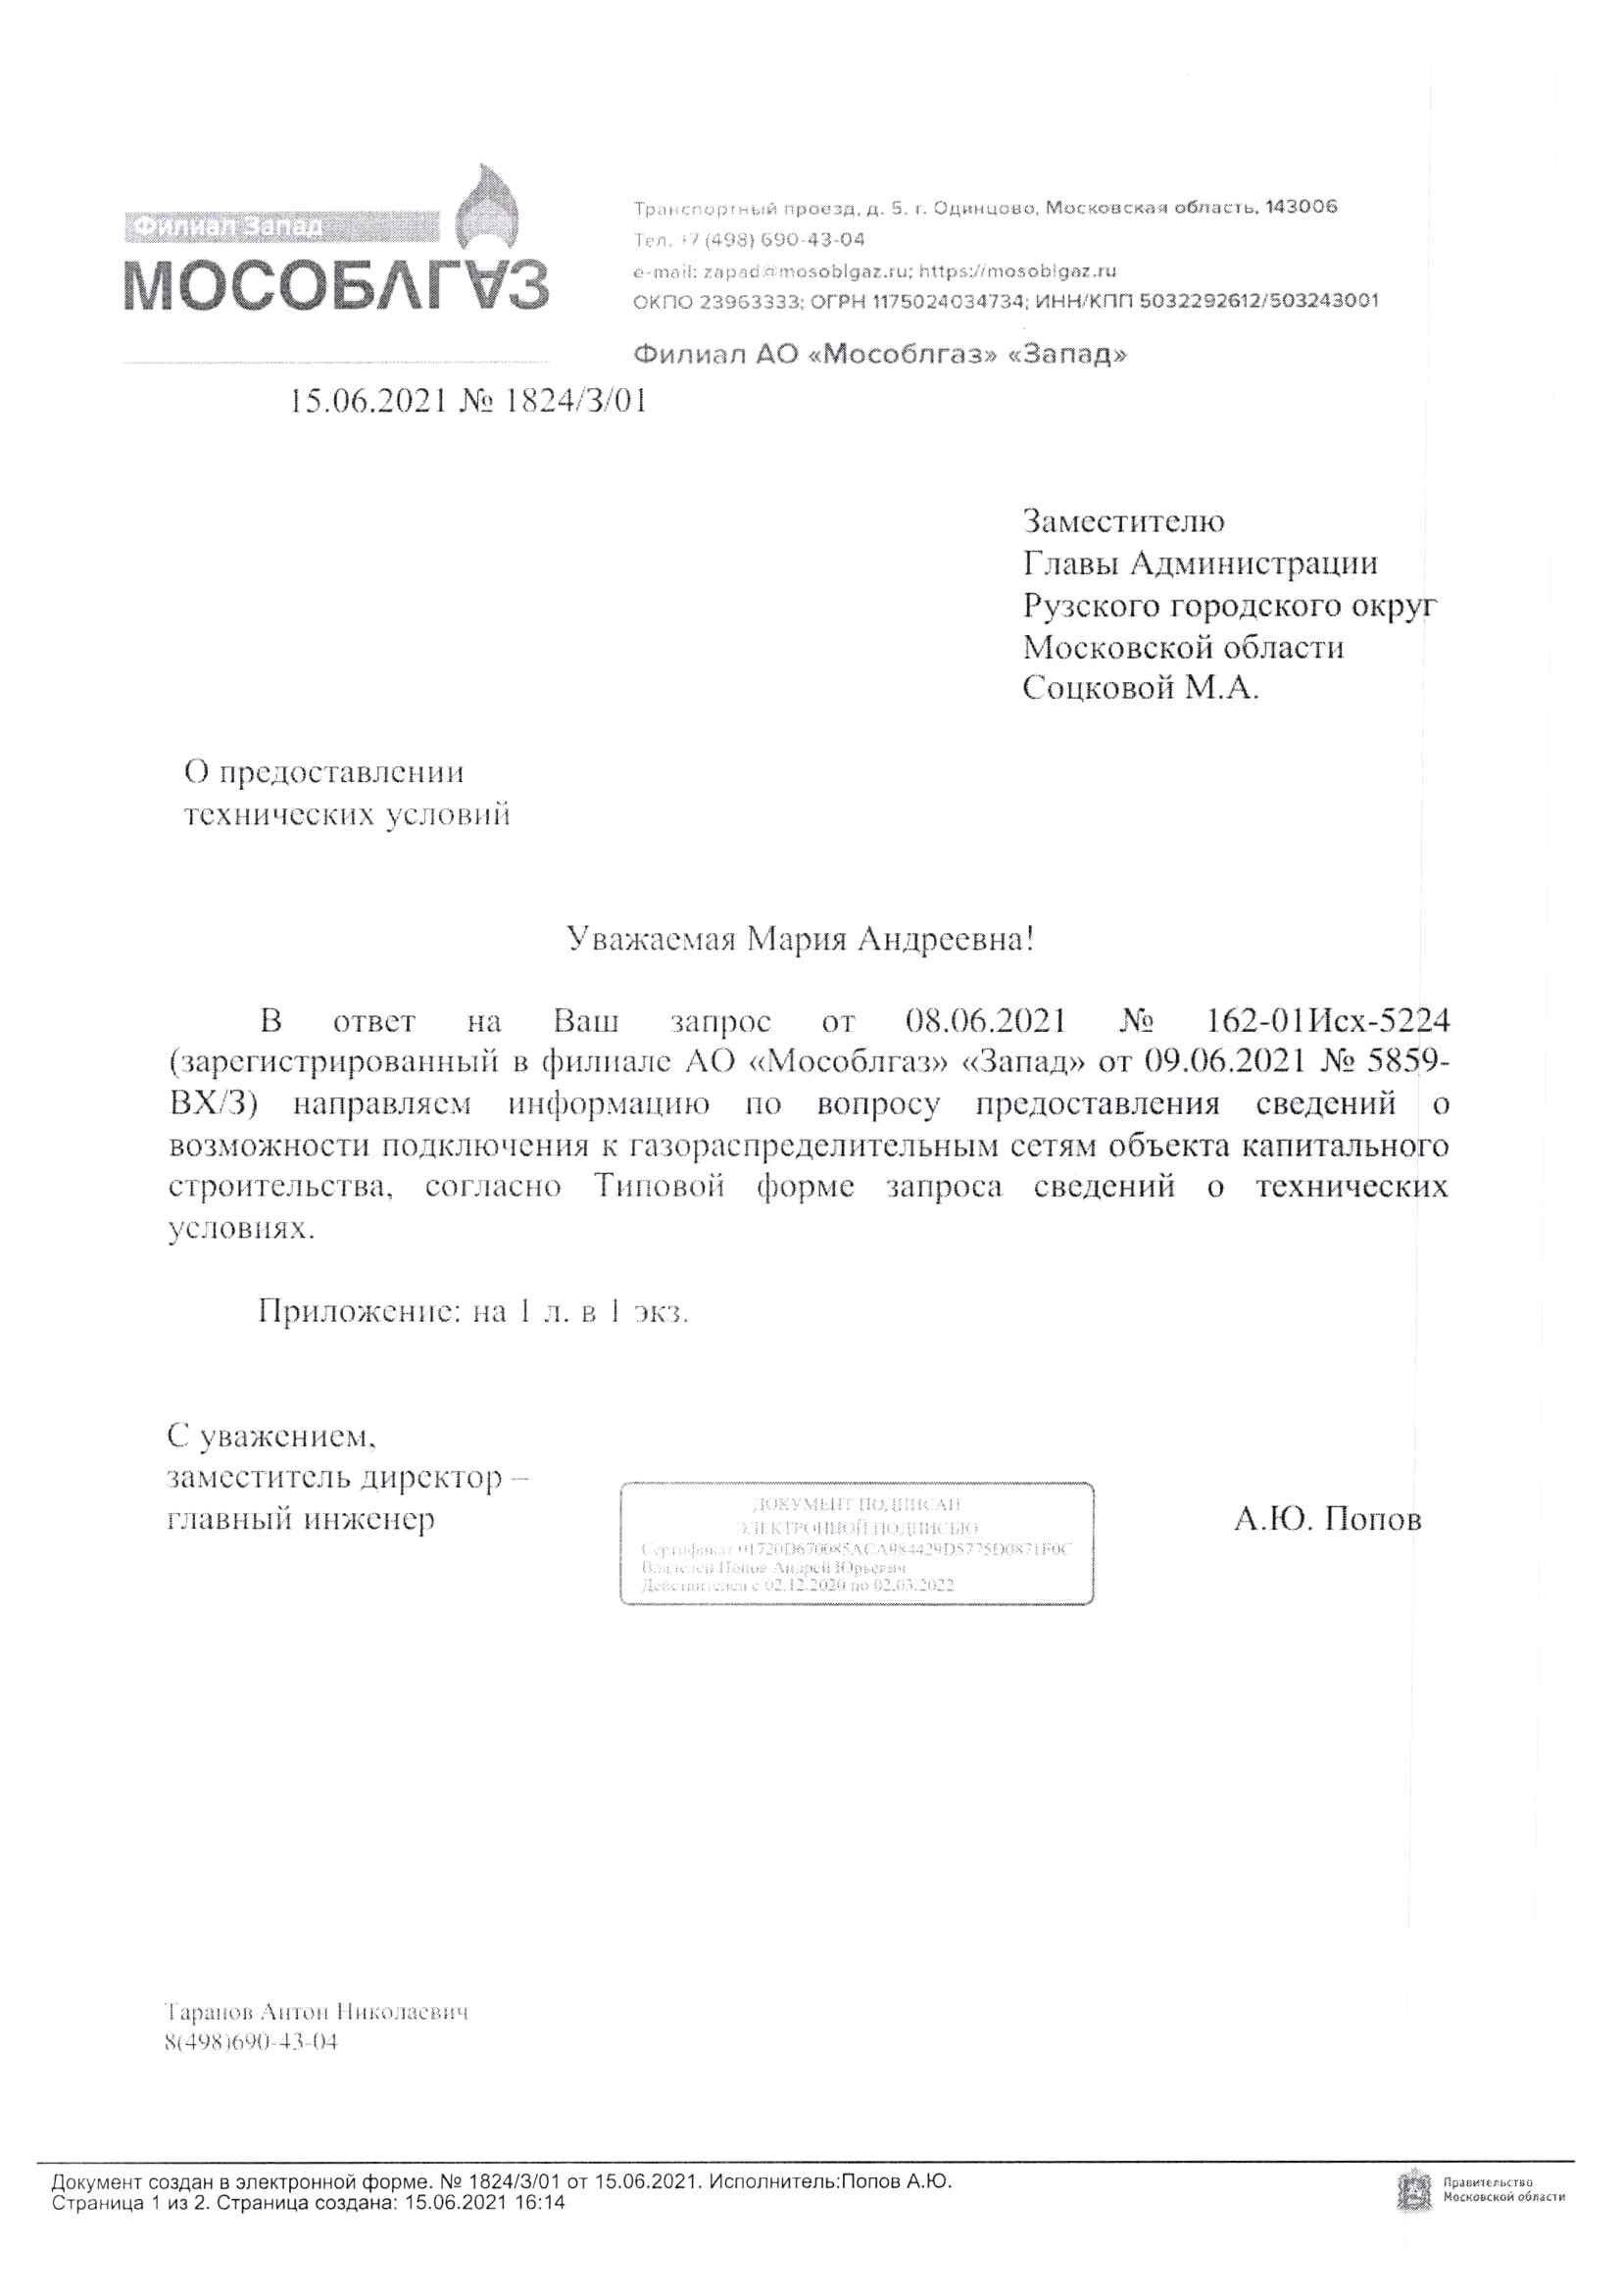 Филиал Запад
МОСОБЛГАЗ
Транспортный проезд, д. 5, г. Одинцово, Московская область, 143006
Тел. +7 (498) 690-43-04
e-mail: zapad@mosoblgaz.ru; https://mosoblgaz.ru
ОКПО 23963333; ОГРН 1175024034734; ИНН/КПП 5032292612/503243001
Филиал АО «Мособлгаз» «Запад»
15.06.2021 № 1824/З/01
Заместителю
Главы Администрации
Рузского городского округ
Московской области
Соцковой М.А.
О предоставлении
технических условий
Уважаемая Мария Андреевна!
В ответ на Ваш запрос от 08.06.2021 № 162-01Исх-5224
(зарегистрированный в филиале АО «Мособлгаз» «Запад» от 09.06.2021 № 5859-
ВХ/З) направляем информацию по вопросу предоставления сведений о
возможности подключения к газораспределительным сетям объекта капитального
строительства, согласно Типовой форме запроса сведений о технических
условиях.
Приложение: на 1 л. в 1 экз.
С уважением,
заместитель директор –
главный инженер
А.Ю. Попов
ДОКУМЕНТ ПОДПИСАН
ЭЛЕКТРОННОЙ ПОДПИСЬЮ
Сертификат 01720D670085ACA984429D5775D0871F0C
Владелец Попов Андрей Юрьевич
Действителен с 02.12.2020 по 02.03.2022
Таранов Антон Николаевич
8(498)690-43-04
Документ создан в электронной форме. № 1824/З/01 от 15.06.2021. Исполнитель:Попов А.Ю.
Страница 1 из 2. Страница создана: 15.06.2021 16:14
Правительство
Московской области